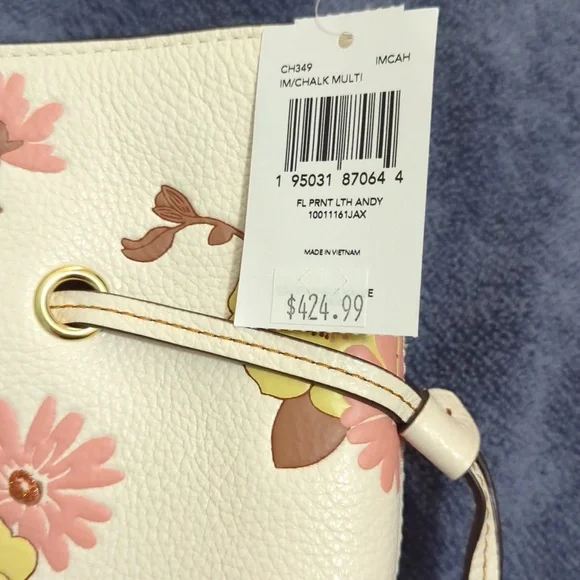 CH349 IMCAH
IM/CHALK MULTI
1 95031 87064 4
FL PRNT LTH ANDY
10011161JAX
MADE IN VIETNAM
E
$424.99